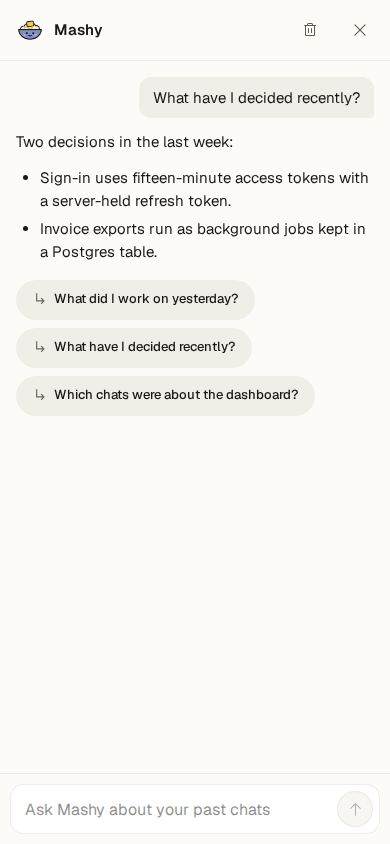 Mashy
What have I decided recently?
Two decisions in the last week:
Sign-in uses fifteen-minute access tokens with
a server-held refresh token.
Invoice exports run as background jobs kept in
a Postgres table.
What did I work on yesterday?
What have I decided recently?
Which chats were about the dashboard?
Ask Mashy about your past chats